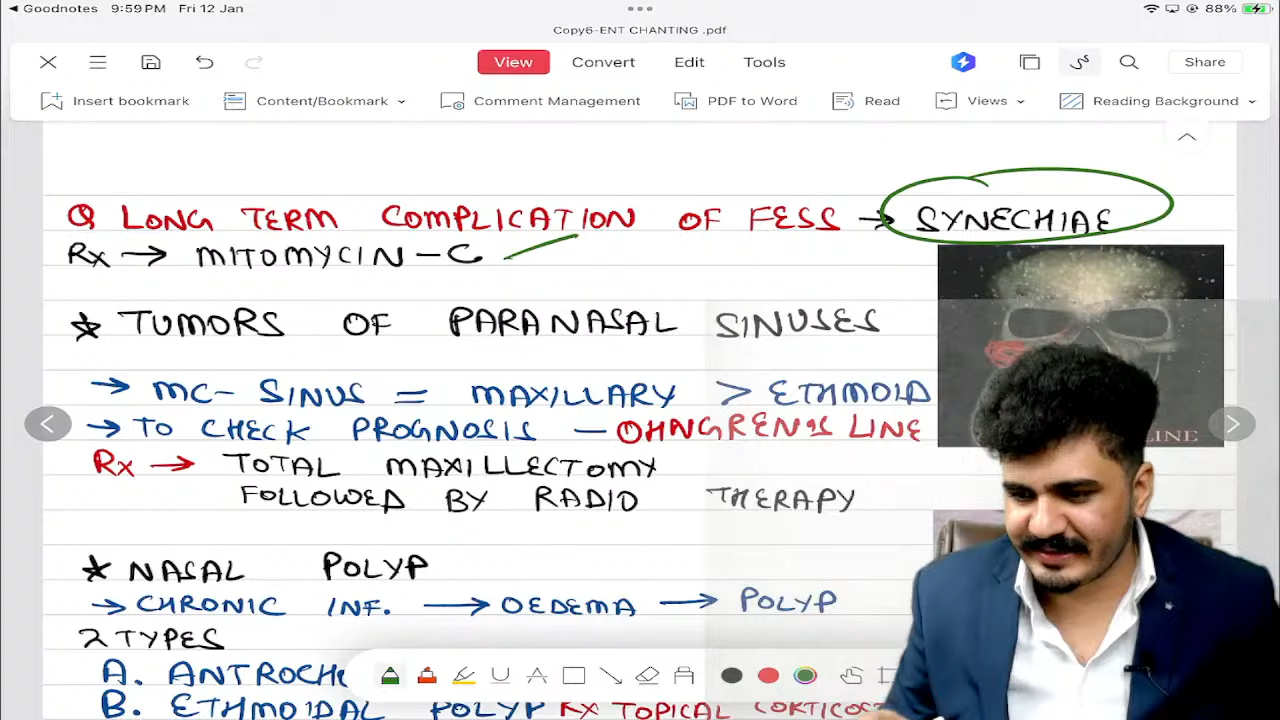 Goodnotes 9:59 PM Fri 12 Jan 88%
Copy6-ENT CHANTING .pdf
View Convert Edit Tools Share
Insert bookmark Content/Bookmark Comment Management PDF to Word Read Views Reading Background
Q LONG TERM COMPLICATION OF FESS → SYNECHIAE
Rx → MITOMYCIN-C
* TUMORS OF PARANASAL SINUSES
→ MC- SINUS = MAXILLARY > ETHMOID
→ TO CHECK PROGNOSIS - OHNGREN'S LINE
LINE
Rx → TOTAL MAXILLECTOMY
FOLLOWED BY RADIO THERAPY
* NASAL POLYP
→ CHRONIC INF. → OEDEMA → POLYP
2 TYPES
A.
B. ETHMOIDAL POLYP Rx TOPICAL